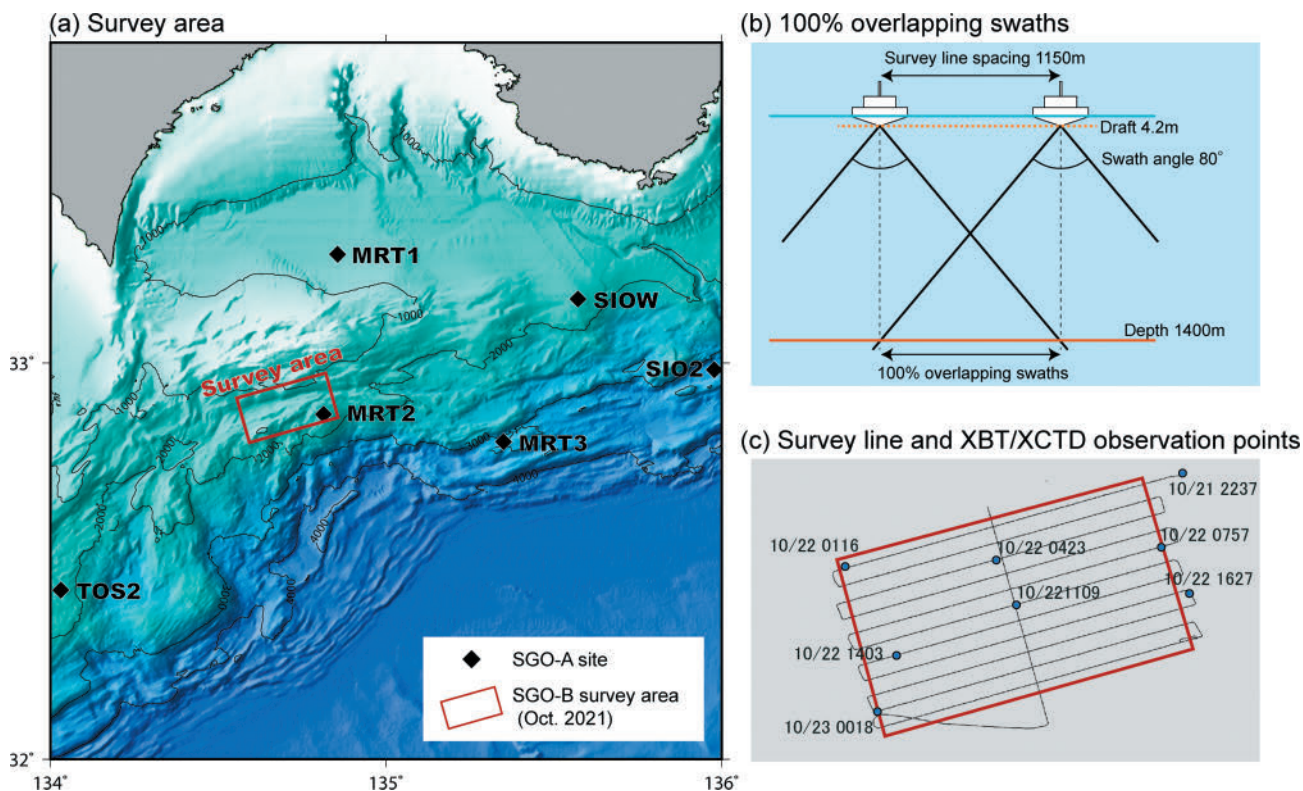 (a) Survey area
1000
1000
MRT1
SIOW
1000
2000
33°
Survey area
SIO2
1000
MRT2
2000
2000
3000
MRT3
4000
2000
4000
TOS2
3000
4000
SGO-A site
SGO-B survey area
(Oct. 2021)
32°
134°
135°
136°
(b) 100% overlapping swaths
Survey line spacing 1150m
Draft 4.2m
Swath angle 80°
Depth 1400m
100% overlapping swaths
(c) Survey line and XBT/XCTD observation points
10/21 2237
10/22 0116
10/22 0423
10/22 0757
10/22 1627
10/221109
10/22 1403
10/23 0018